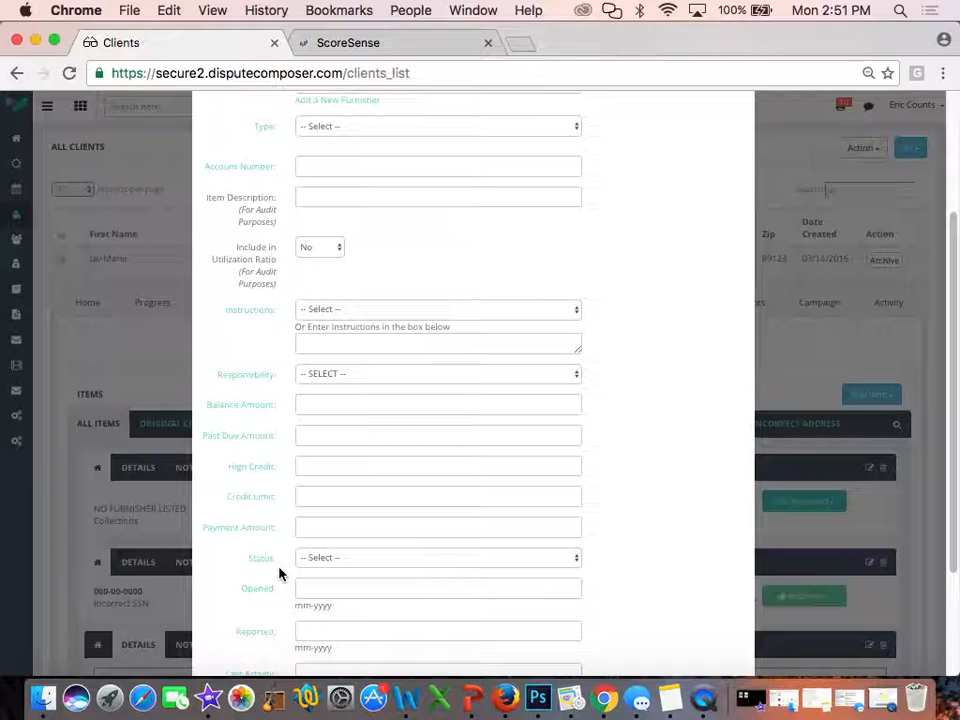 Chrome File Edit View History Bookmarks People Window Help 100% Mon 2:51 PM
Clients ScoreSense
https://secure2.disputecomposer.com/clients_list
Search here Eric Counts
Add a New Furnisher
Type: -- Select --
ALL CLIENTS Action
records per page
Account Number:
Item Description:
(For Audit
Purposes)
First Name Zip Date
Created Action
Jay-Marie 89123 03/14/2016 Archive
Include in
Utilization Ratio
(For Audit
Purposes)
No
Home Progress Campaign Activity
Instructions: -- Select --
Or Enter Instructions in the box below
Responsibility: -- SELECT --
ITEMS
Balance Amount:
ALL ITEMS ORIGINAL INCORRECT ADDRESS
Past Due Amount:
High Credit:
DETAILS NOT
Credit Limit:
NO FURNISHER LISTED
Collections
Payment Amount:
Status: -- Select --
DETAILS
000-00-0000
Incorrect SSN
Opened:
mm-yyyy
Reported:
mm-yyyy
DETAILS NOT
Last Activity: